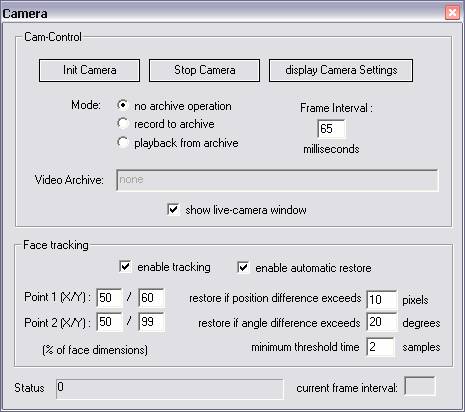 Camera
Cam-Control
Init Camera Stop Camera display Camera Settings
Mode: no archive operation Frame Interval :
record to archive 65
playback from archive milliseconds
Video Archive: none
show live-camera window
Face tracking
enable tracking enable automatic restore
Point 1 (X/Y) : 50 / 60 restore if position difference exceeds 10 pixels
Point 2 (X/Y) : 50 / 99 restore if angle difference exceeds 20 degrees
(% of face dimensions) minimum threshold time 2 samples
Status 0 current frame interval: